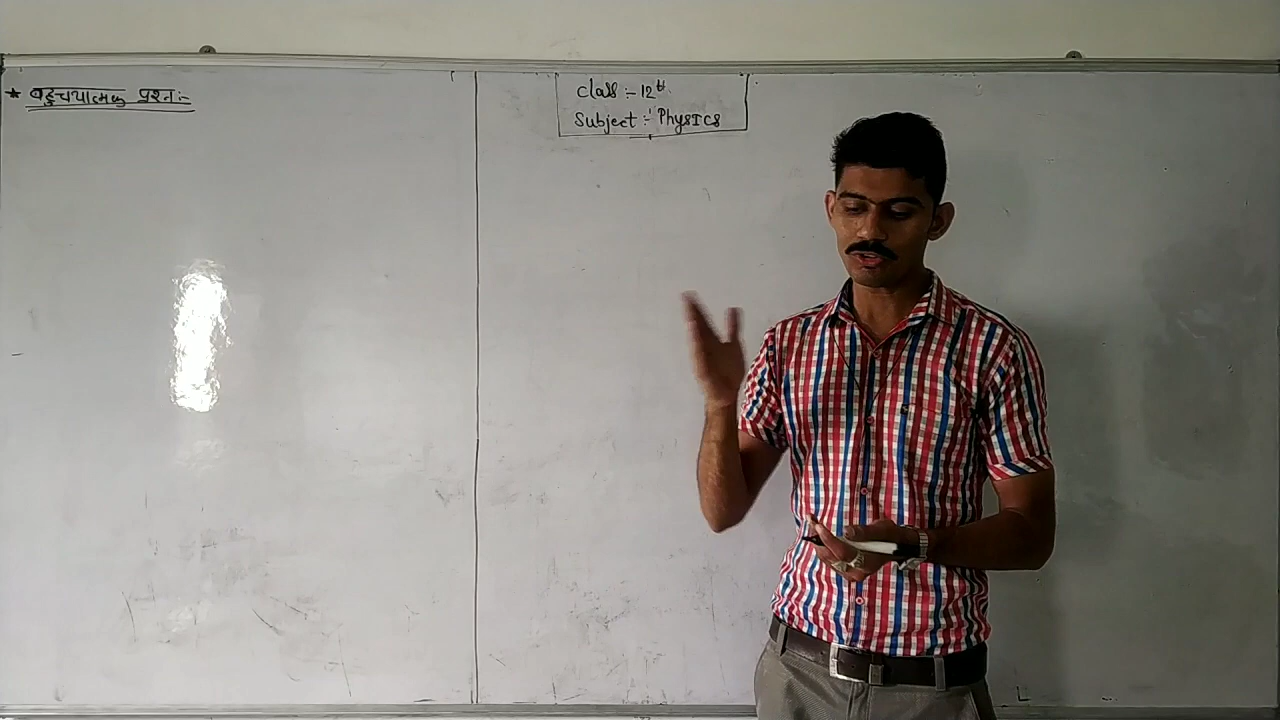 * बहुचयात्मक प्रश्न:-
Class :- 12th
Subject :- Physics